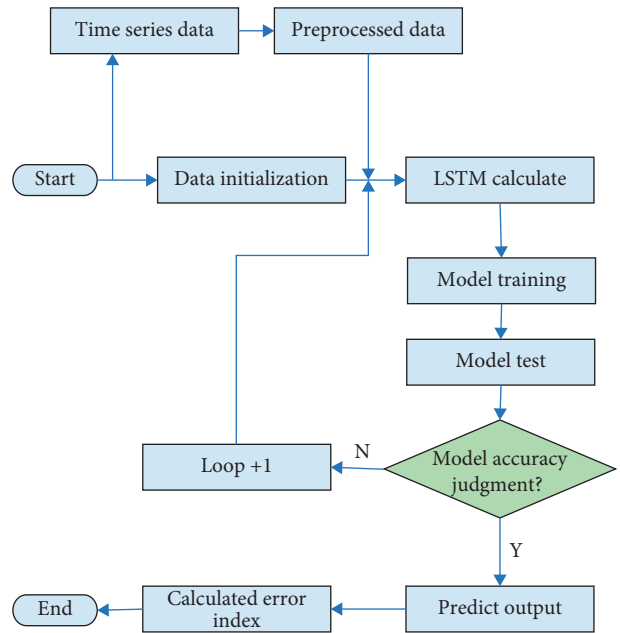 Time series data
Preprocessed data
Start
Data initialization
LSTM calculate
Model training
Model test
Model accuracy
judgment?
N
Loop +1
Y
Predict output
Calculated error
index
End